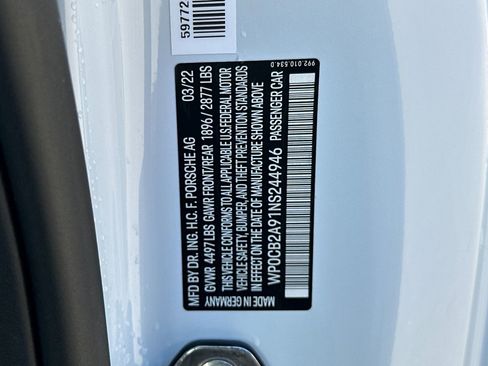 59772
992.010.534.0
MFD BY DR. ING. H.C. F. PORSCHE AG 03/22
GVWR 4497LBS GAWR FRONT/REAR 1896/2877 LBS
THIS VEHICLE CONFORMS TO ALL APPLICABLE U.S FEDERAL MOTOR
VEHICLE SAFETY, BUMPER, AND THEFT PREVENTION STANDARDS
IN EFFECT ON THE DATE OF MANUFACTURE SHOWN ABOVE
WP0CB2A91NS244946 PASSENGER CAR
MADE IN GERMANY